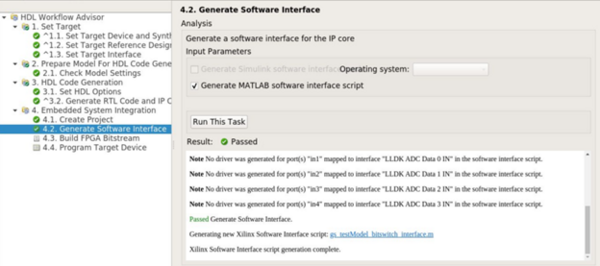 HDL Workflow Advisor
1. Set Target
^1.1. Set Target Device and Synth
^1.2. Set Target Reference Design
^1.3. Set Target Interface
2. Prepare Model For HDL Code Gene
2.1. Check Model Settings
3. HDL Code Generation
3.1. Set HDL Options
^3.2. Generate RTL Code and IP C
4. Embedded System Integration
4.1. Create Project
4.2. Generate Software Interface
4.3. Build FPGA Bitstream
4.4. Program Target Device
4.2. Generate Software Interface
Analysis
Generate a software interface for the IP core
Input Parameters
Generate Simulink software interface Operating system:
Generate MATLAB software interface script
Run This Task
Result: Passed
Note No driver was generated for port(s) "in1" mapped to interface "LLDK ADC Data 0 IN" in the software interface script.
Note No driver was generated for port(s) "in2" mapped to interface "LLDK ADC Data 1 IN" in the software interface script.
Note No driver was generated for port(s) "in3" mapped to interface "LLDK ADC Data 2 IN" in the software interface script.
Note No driver was generated for port(s) "in4" mapped to interface "LLDK ADC Data 3 IN" in the software interface script.
Passed Generate Software Interface.
Generating new Xilinx Software Interface script: gs_testModel_bitswitch_interface.m
Xilinx Software Interface script generation complete.